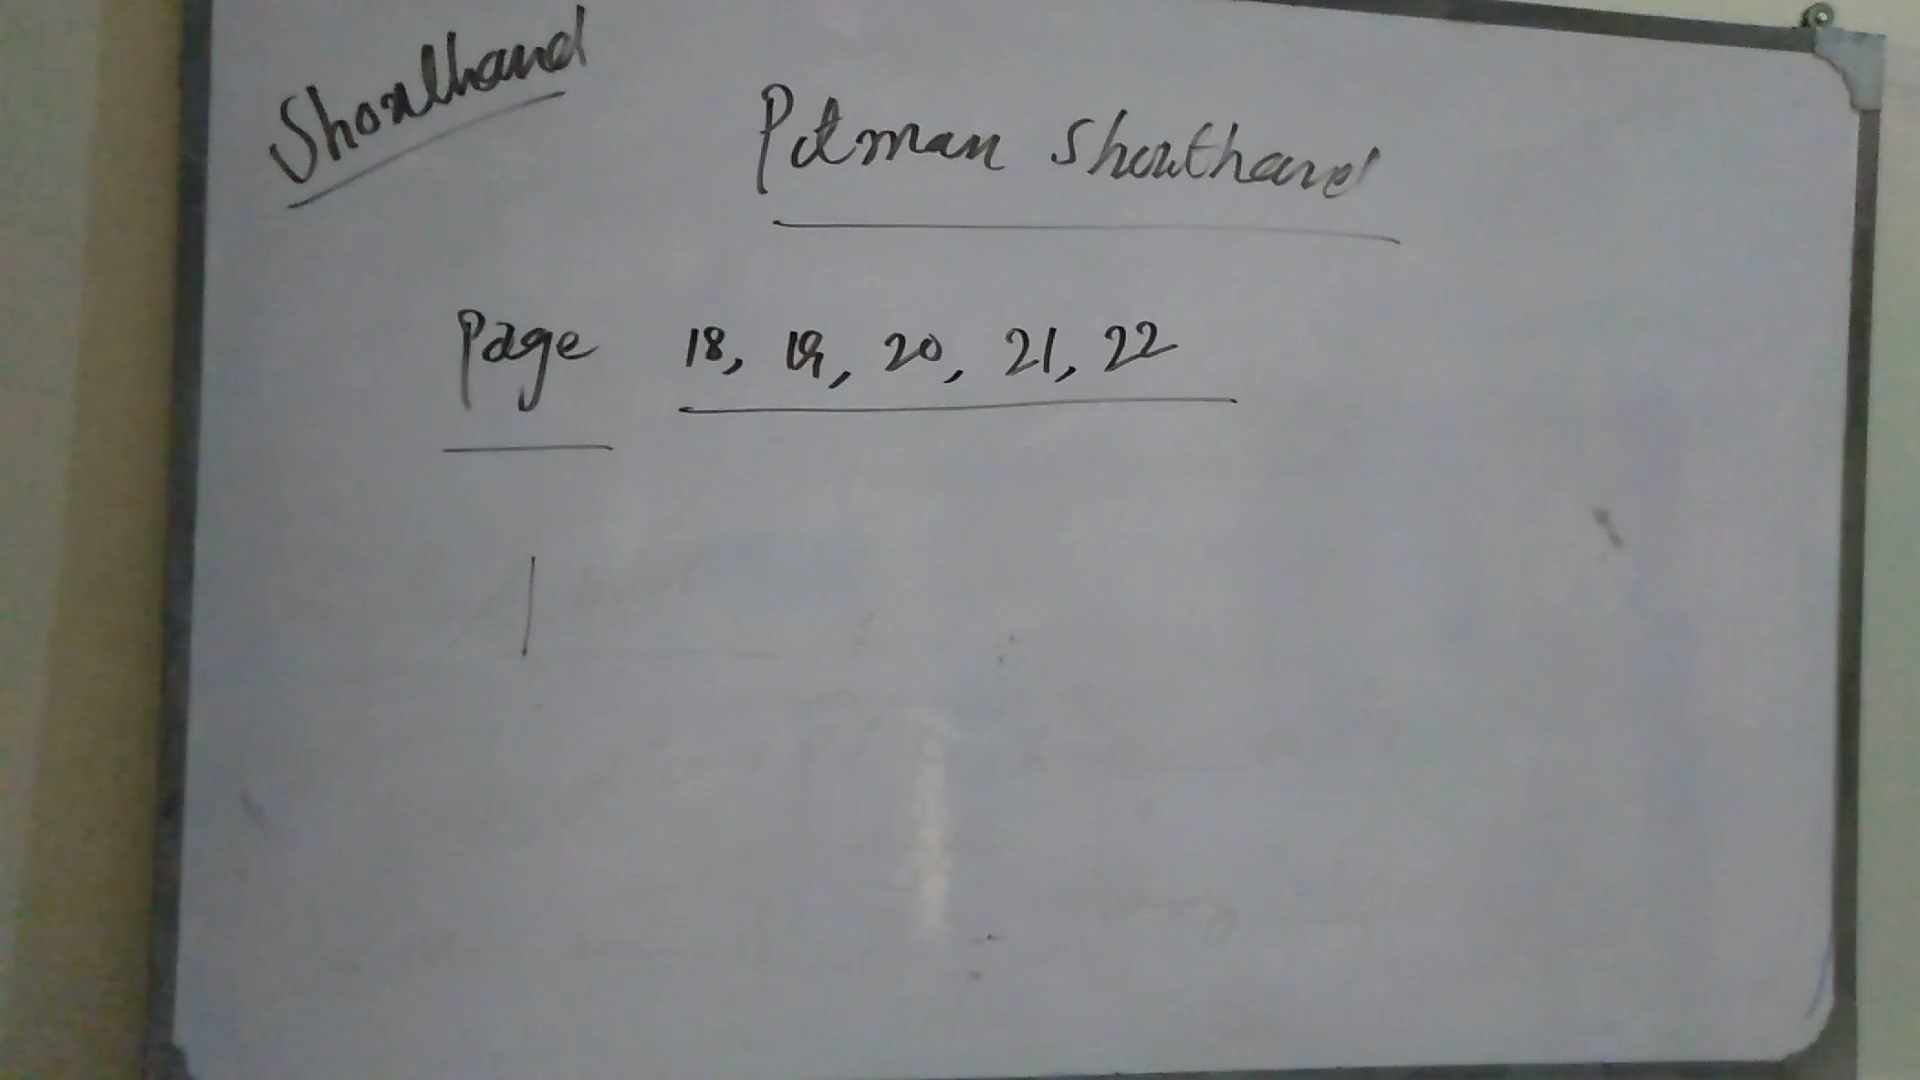 Shorthand
Pitman Shorthand
Page 18, 19, 20, 21, 22